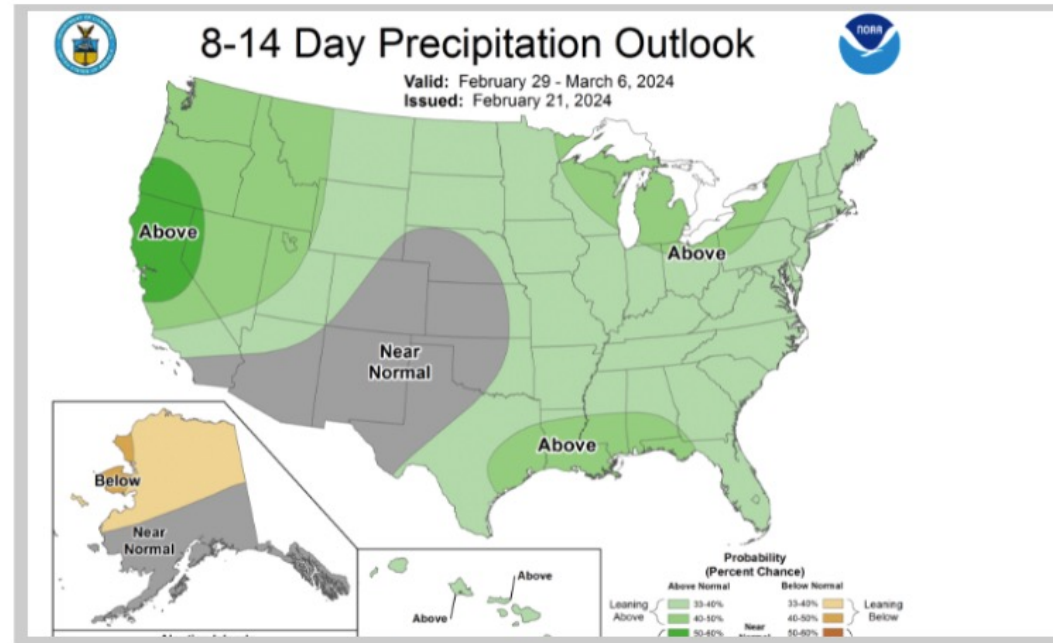 8-14 Day Precipitation Outlook
NOAA
Valid: February 29 - March 6, 2024
Issued: February 21, 2024
Above
Above
Near
Normal
Above
Below
Near
Normal
Above
Above
Probability
(Percent Chance)
Above Normal
Below Normal
Leaning
Above
33-40%
40-50%
50-60%
Near
33-40%
40-50%
50-60%
Leaning
Below